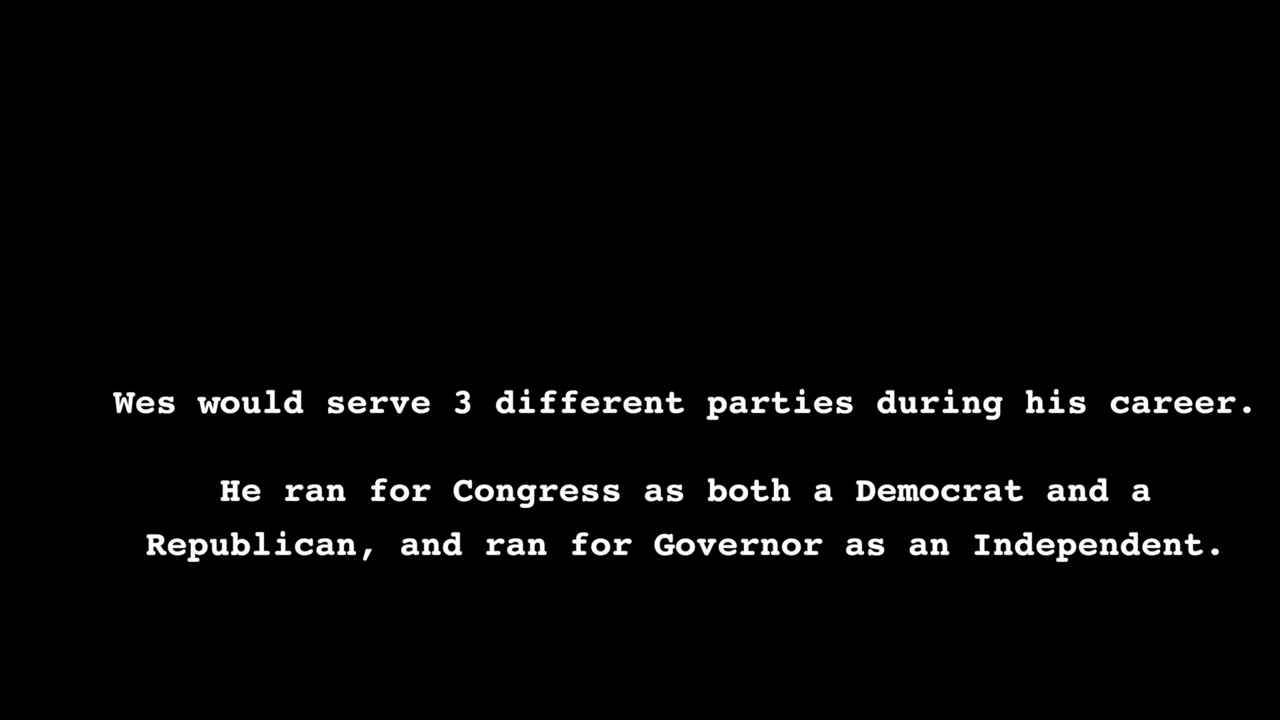 Wes would serve 3 different parties during his career.
He ran for Congress as both a Democrat and a
Republican, and ran for Governor as an Independent.